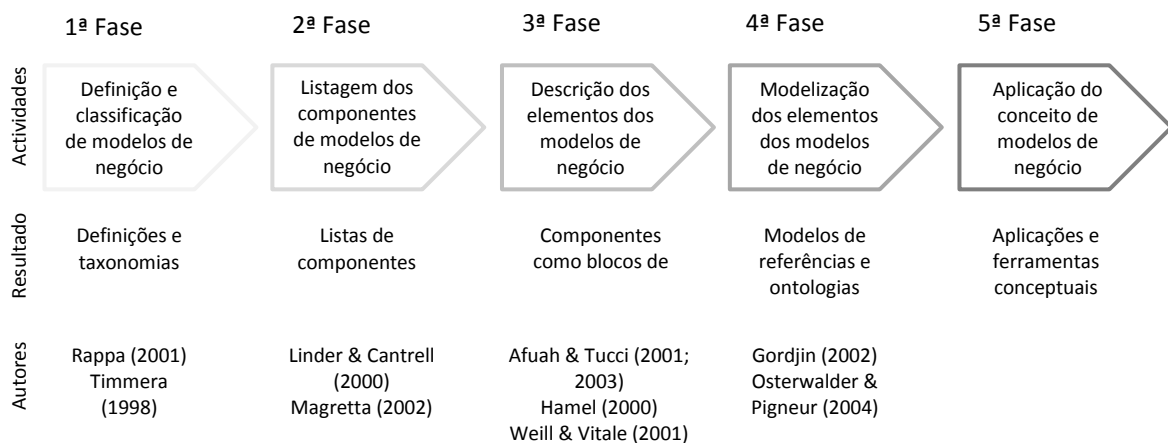 1ª Fase
2ª Fase
3ª Fase
4ª Fase
5ª Fase
Actividades
Definição e
classificação
de modelos de
negócio
Listagem dos
componentes
de modelos de
negócio
Descrição dos
elementos dos
modelos de
negócio
Modelização
dos elementos
dos modelos
de negócio
Aplicação do
conceito de
modelos de
negócio
Resultado
Definições e
taxonomias
Listas de
componentes
Componentes
como blocos de
Modelos de
referências e
ontologias
Aplicações e
ferramentas
conceptuais
Autores
Rappa (2001)
Timmera
(1998)
Linder & Cantrell
(2000)
Magretta (2002)
Afuah & Tucci (2001;
2003)
Hamel (2000)
Weill & Vitale (2001)
Gordjin (2002)
Osterwalder &
Pigneur (2004)